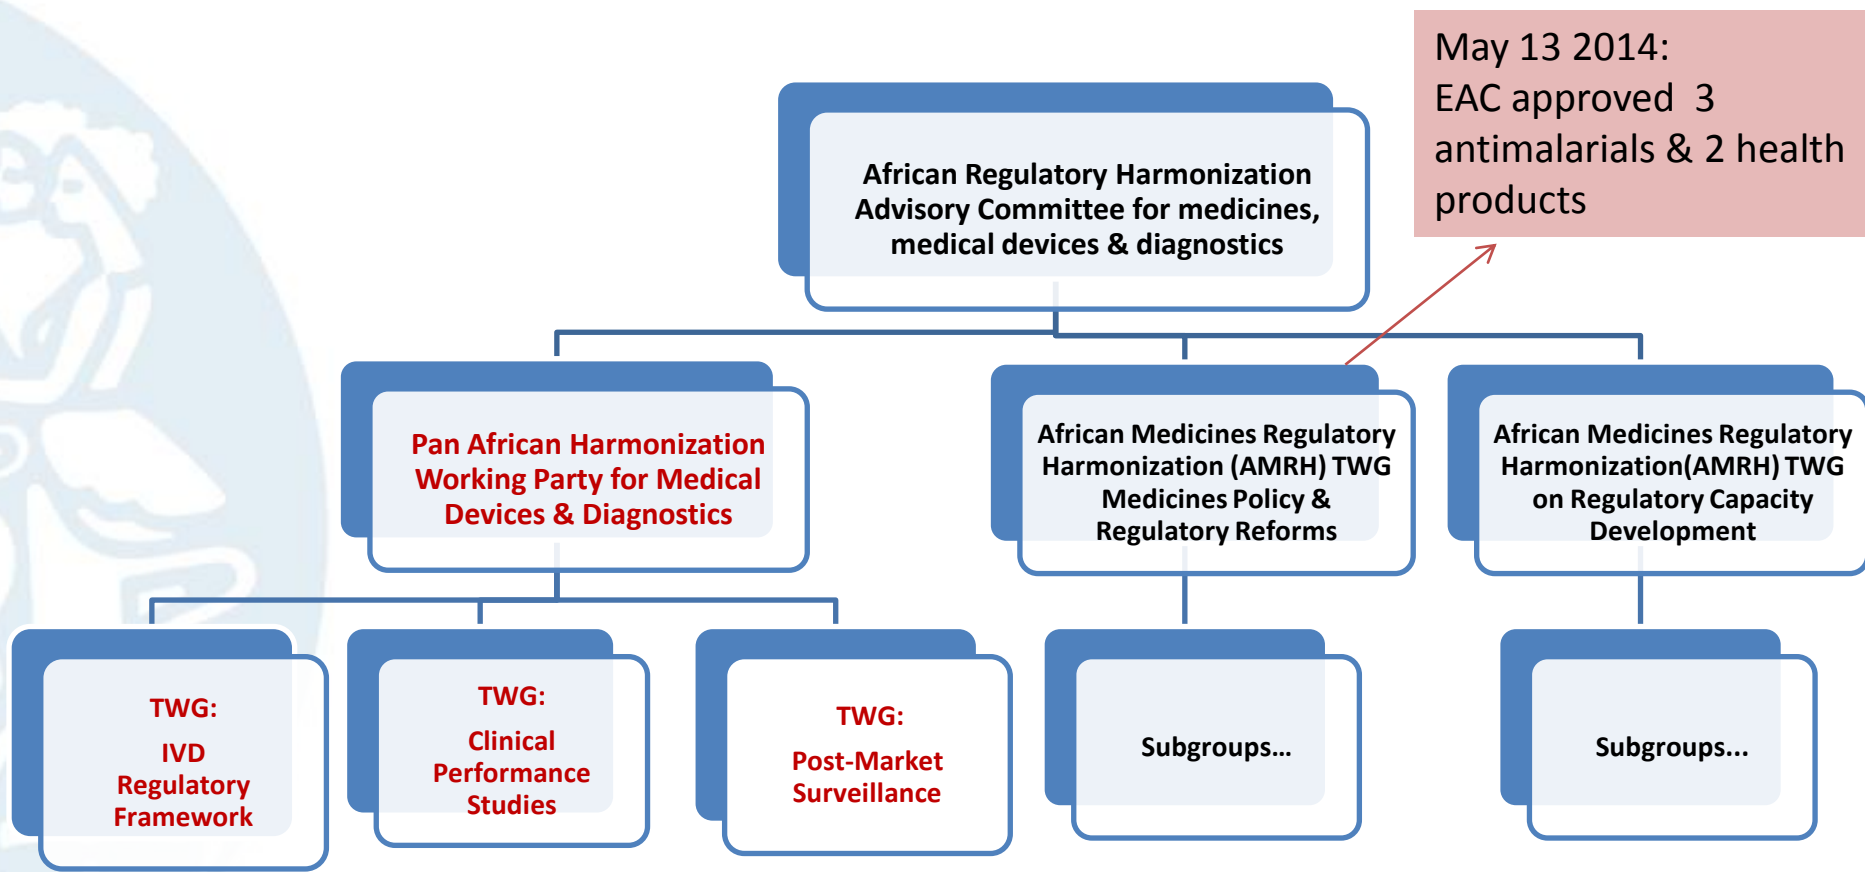 May 13 2014:
EAC approved 3
antimalarials & 2 health
products
African Regulatory Harmonization
Advisory Committee for medicines,
medical devices & diagnostics
Pan African Harmonization
Working Party for Medical
Devices & Diagnostics
African Medicines Regulatory
Harmonization (AMRH) TWG
Medicines Policy &
Regulatory Reforms
African Medicines Regulatory
Harmonization(AMRH) TWG
on Regulatory Capacity
Development
TWG:
IVD
Regulatory
Framework
TWG:
Clinical
Performance
Studies
TWG:
Post-Market
Surveillance
Subgroups...
Subgroups...